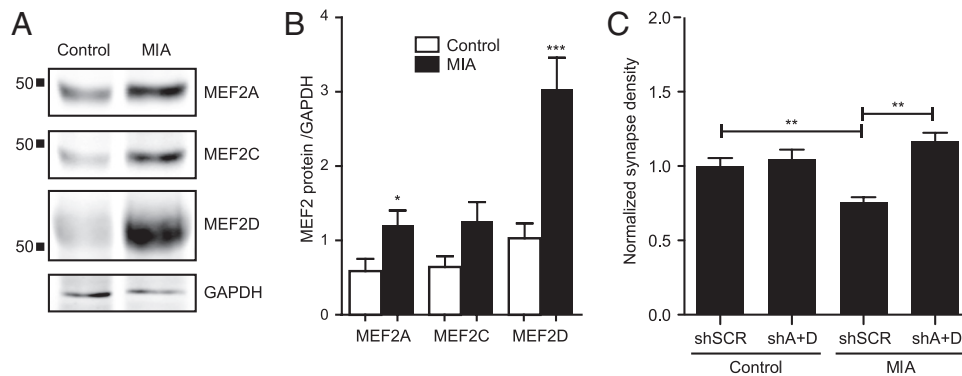 A
Control MIA
50
MEF2A
50
MEF2C
MEF2D
50
GAPDH
B
MEF2 protein /GAPDH
4
3
2
1
0
Control
MIA
*
***
MEF2A MEF2C MEF2D
C
Normalized synapse density
2.0
1.5
1.0
0.5
0.0
**
**
shSCR shA+D shSCR shA+D
Control MIA